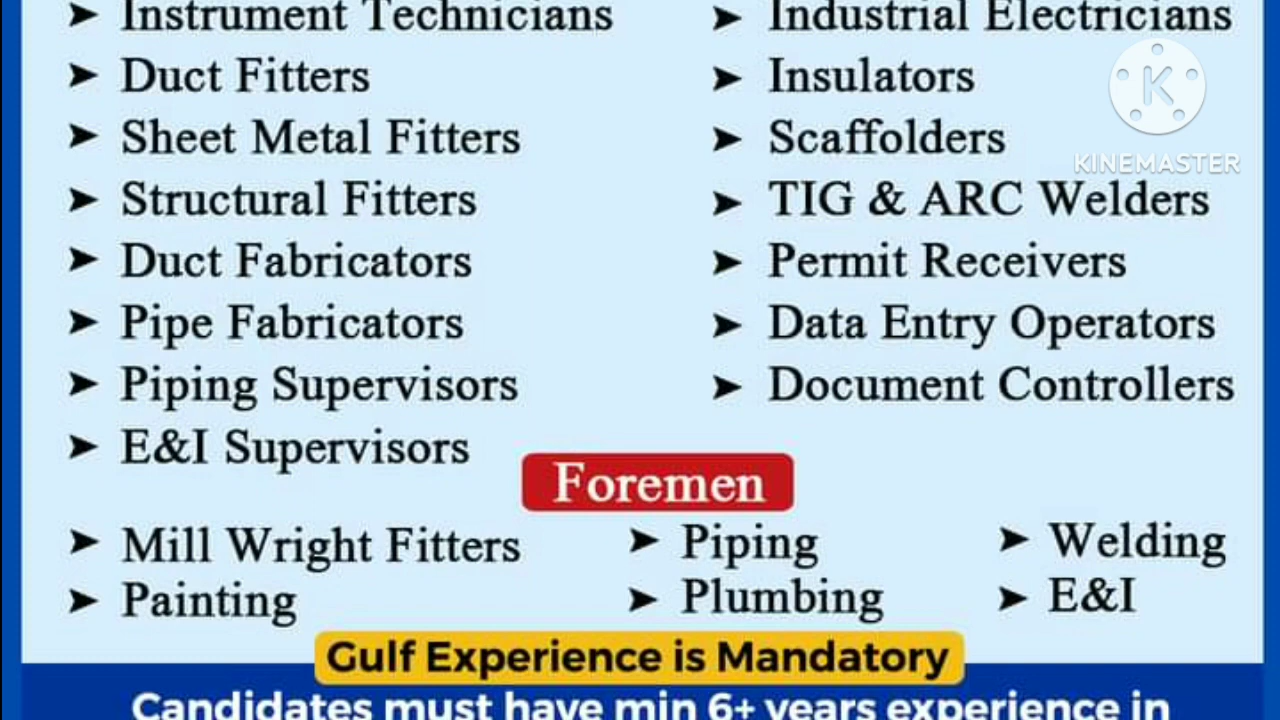 ➤ Instrument Technicians
➤ Duct Fitters
➤ Sheet Metal Fitters
➤ Structural Fitters
➤ Duct Fabricators
➤ Pipe Fabricators
➤ Piping Supervisors
➤ E&I Supervisors
➤ Industrial Electricians
➤ Insulators
➤ Scaffolders
➤ TIG & ARC Welders
➤ Permit Receivers
➤ Data Entry Operators
➤ Document Controllers
K
KINEMASTER
Foremen
➤ Mill Wright Fitters
➤ Painting
➤ Piping
➤ Plumbing
➤ Welding
➤ E&I
Gulf Experience is Mandatory
Candidates must have min 6+ years experience in